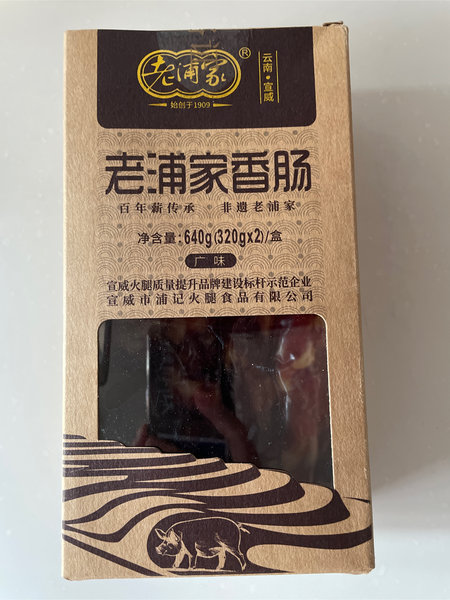 老浦家®
始创于1909
云南·宣威
老浦家香肠
百年薪传承 非遗老浦家
净含量:640g(320gx2)/盒
广味
宣威火腿质量提升品牌建设标杆示范企业
宣威市浦记火腿食品有限公司